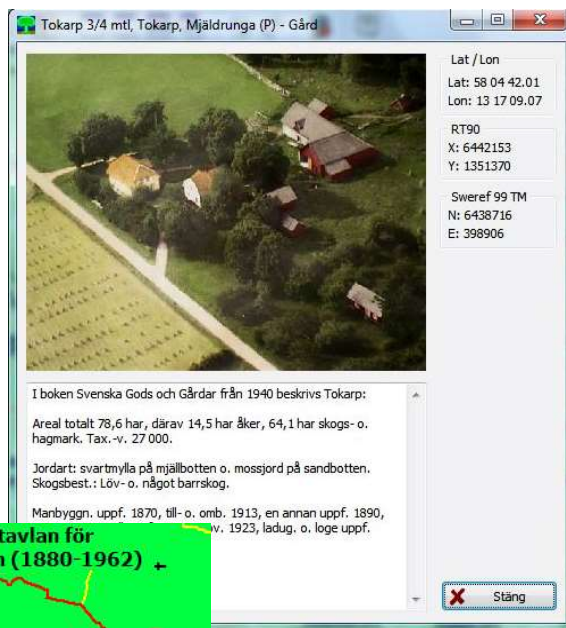 Tokarp 3/4 mtl, Tokarp, Mjäldrunga (P) - Gård
Lat / Lon
Lat: 58 04 42.01
Lon: 13 17 09.07
RT90
X: 6442153
Y: 1351370
Sweref 99 TM
N: 6438716
E: 398906
I boken Svenska Gods och Gårdar från 1940 beskrivs Tokarp:
Areal totalt 78,6 har, därav 14,5 har åker, 64,1 har skogs- o.
hagmark. Tax.-v. 27 000.
Jordart: svartmylla på mjällbotten o. mossjord på sandbotten.
Skogsbest.: Löv- o. något barrskog.
Manbyggn. uppf. 1870, till- o. omb. 1913, en annan uppf. 1890,
1923, ladug. o. loge uppf.
tavlan för
(1880-1962)
Stäng